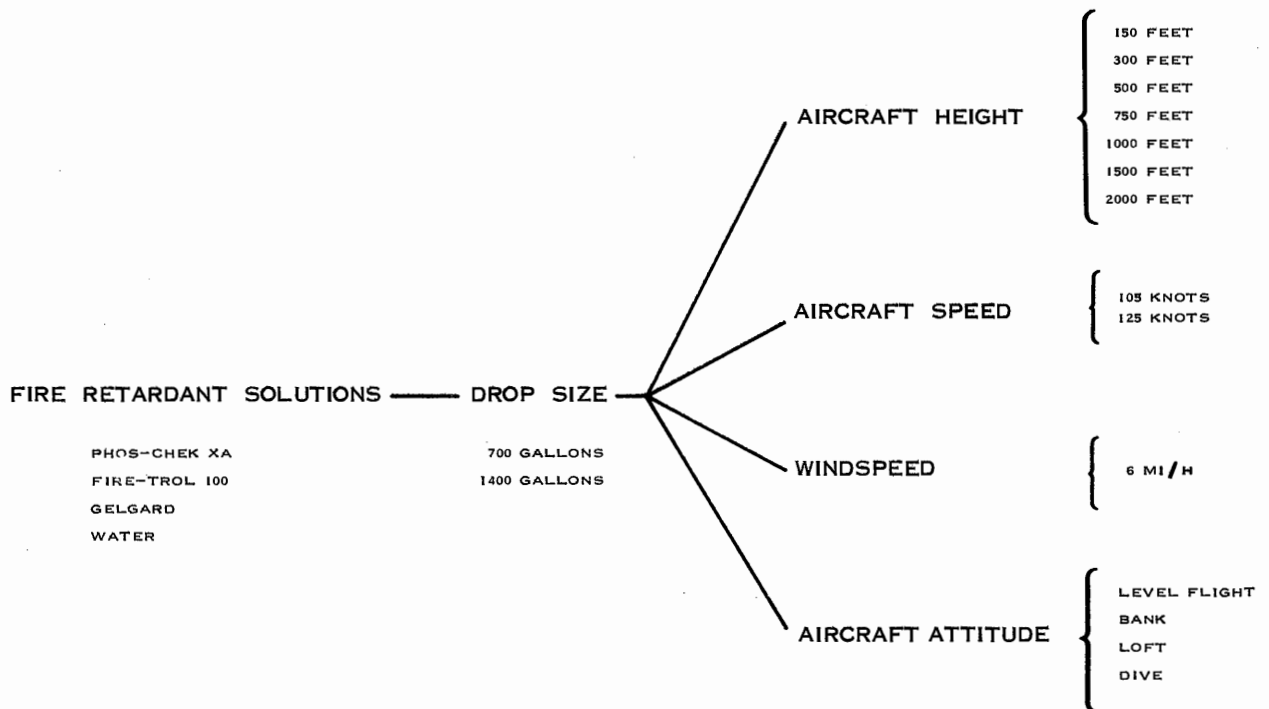 150 FEET
300 FEET
500 FEET
AIRCRAFT HEIGHT
750 FEET
1000 FEET
1500 FEET
2000 FEET
AIRCRAFT SPEED
105 KNOTS
125 KNOTS
FIRE RETARDANT SOLUTIONS
DROP SIZE
PHOS-CHEK XA
FIRE-TROL 100
GELGARD
WATER
700 GALLONS
1400 GALLONS
WINDSPEED
6 MI/H
AIRCRAFT ATTITUDE
LEVEL FLIGHT
BANK
LOFT
DIVE